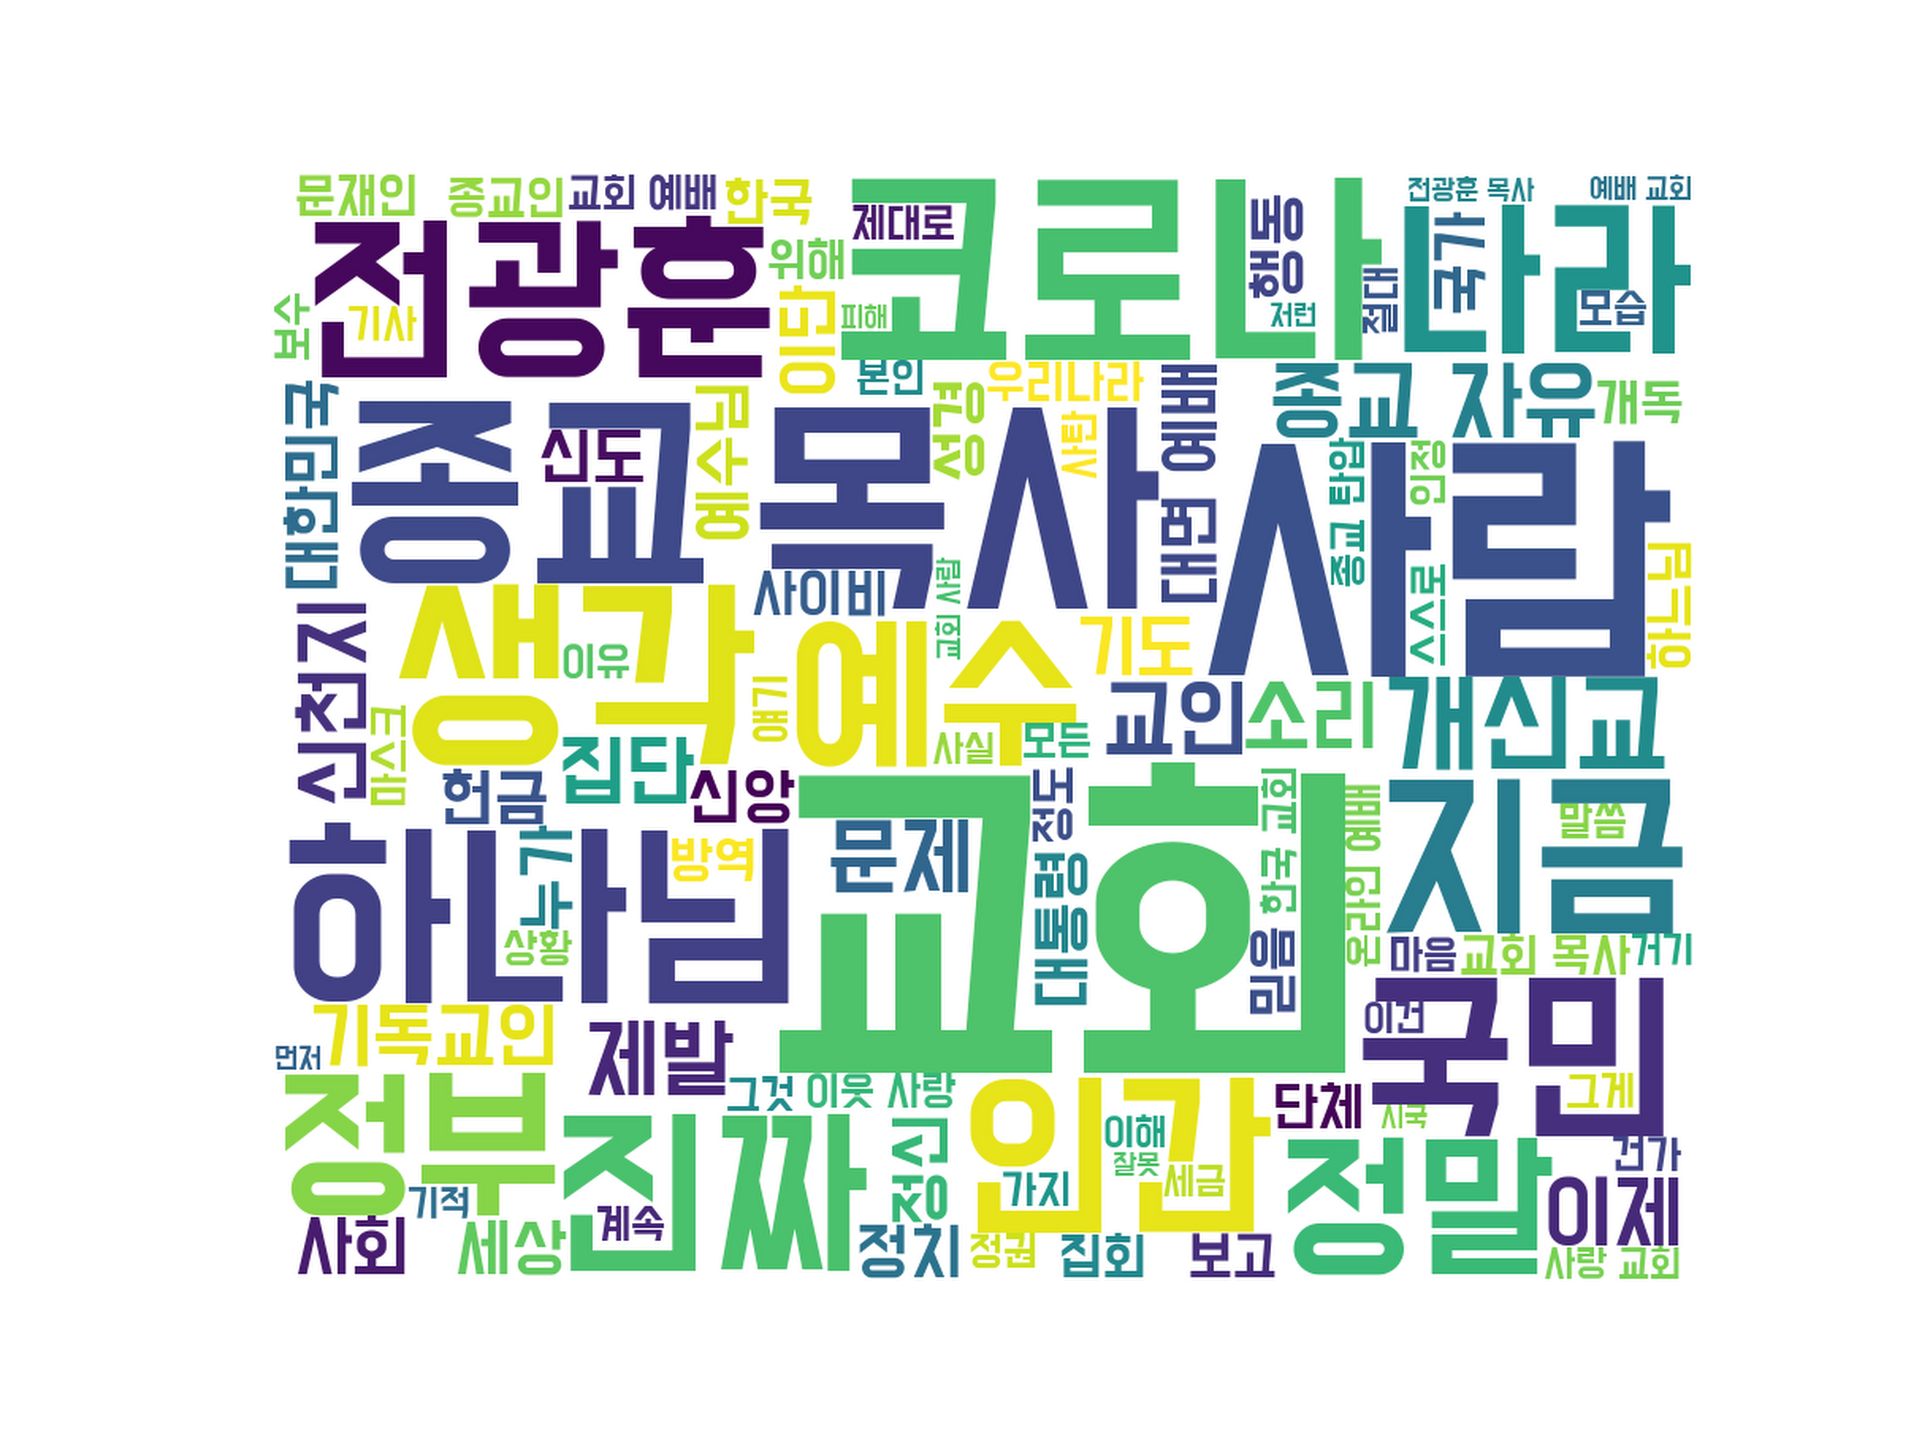 문재인
종교인
교회 예배
한국
코로나
제대로
행동
전광훈 목사
예배 교회
전광훈
위해
이단
피해
저런
절대
나라
국가
모습
보수
기사
본인
우리나라
대면 예배
종교 자유
개독
대한민국
종교
신도
예수님
목사
성경
사탄
사람
종교 탄압
인정
스스로
하느님
사이비
교회 사람
생각
이유
예수
기도
얘기
신천지
마스크
집단
사실
모든
교인
소리
개신교
헌금
신앙
교회
정도
한국 교회
온라인 예배
지금
말씀
하나님
누가
방역
문제
대통령
믿음
상황
마음
교회 목사
거기
기독교인
제발
국민
이건
먼저
그것
이웃 사랑
인간
단체
시국
그게
정부
진짜
정신
이해
잘못
세금
가지
정말
건가
이제
기적
사회
세상
계속
정치
정권
집회
보고
사랑 교회